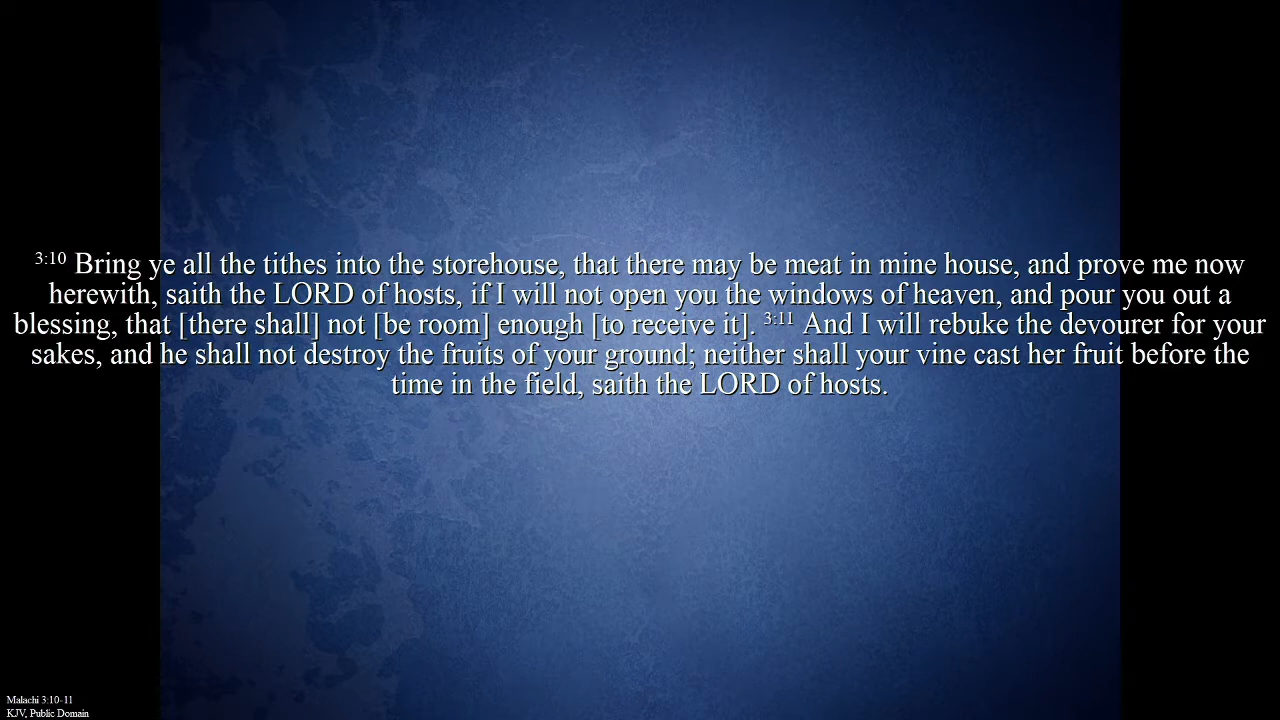 3:10 Bring ye all the tithes into the storehouse, that there may be meat in mine house, and prove me now
herewith, saith the LORD of hosts, if I will not open you the windows of heaven, and pour you out a
blessing, that [there shall] not [be room] enough [to receive it]. 3:11 And I will rebuke the devourer for your
sakes, and he shall not destroy the fruits of your ground; neither shall your vine cast her fruit before the
time in the field, saith the LORD of hosts.
Malachi 3:10-11
KJV, Public Domain